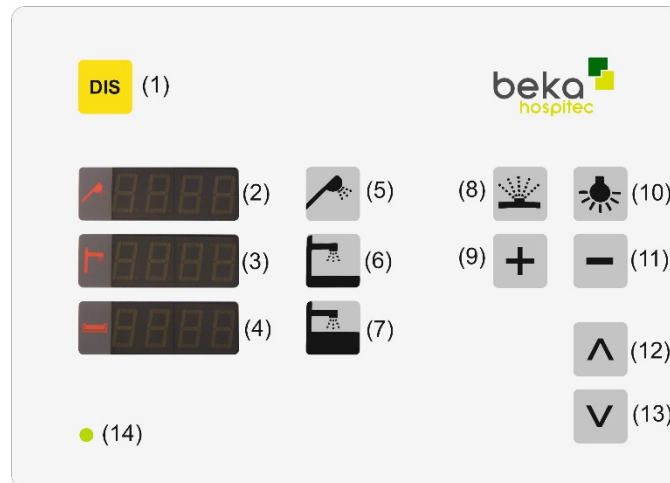 DIS (1)
beka
hospitec
(2) (5) (8) (10)
(3) (6) (9) + − (11)
(4) (7)
(12)
(13)
(14)